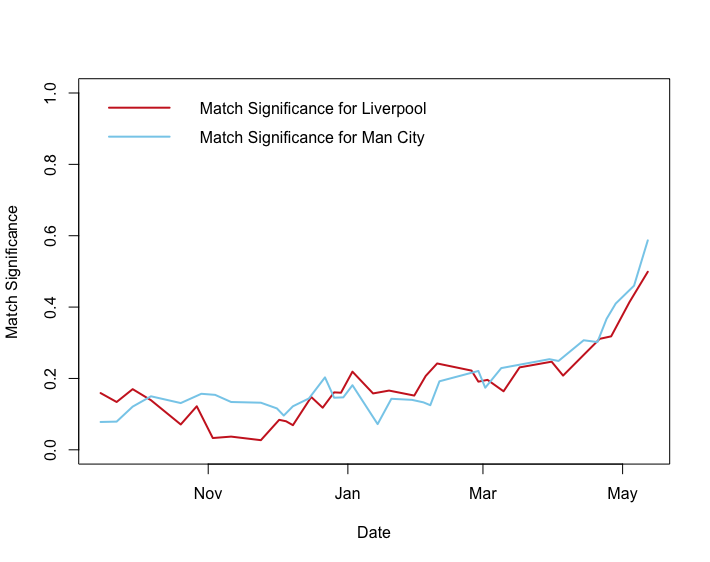 Match Significance for Liverpool
Match Significance for Man City
Match Significance
1.0
0.8
0.6
0.4
0.2
0.0
Nov Jan Mar May
Date